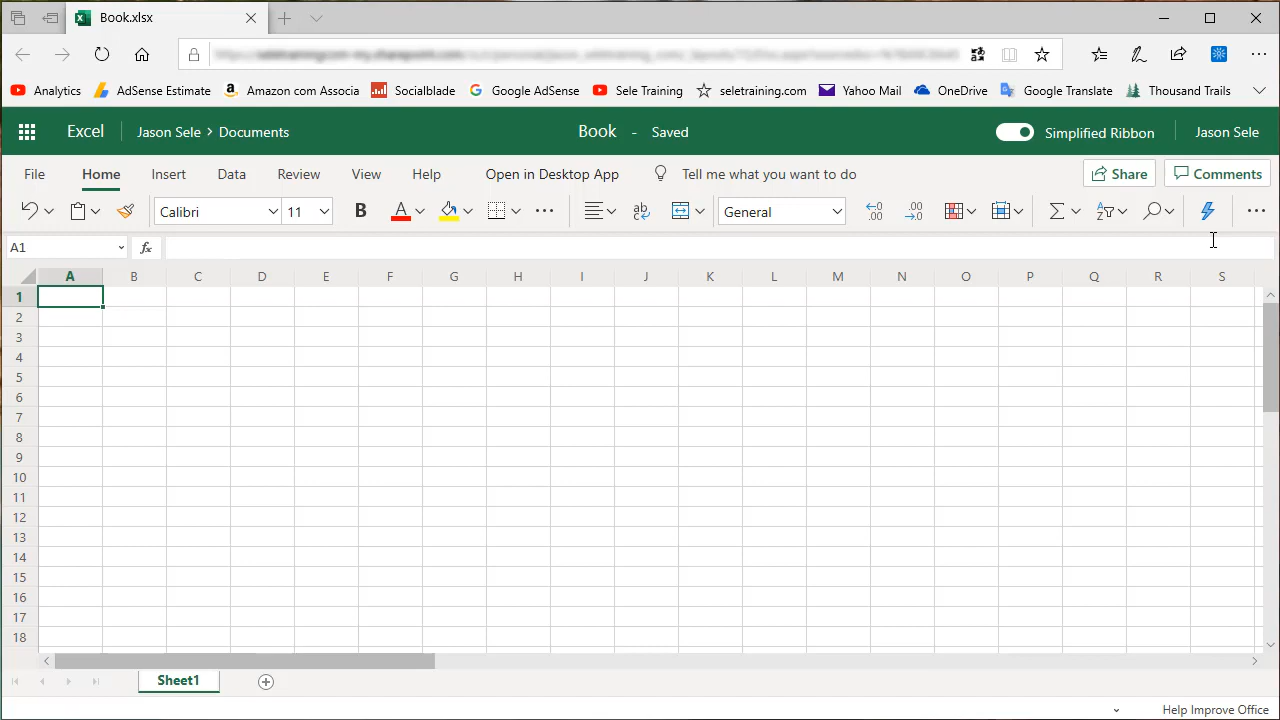 Book.xlsx
Analytics AdSense Estimate Amazon com Associa Socialblade Google AdSense Sele Training seletraining.com Yahoo Mail OneDrive Google Translate Thousand Trails
Excel Jason Sele > Documents Book - Saved Simplified Ribbon Jason Sele
File Home Insert Data Review View Help Open in Desktop App Tell me what you want to do Share Comments
Calibri 11 B A General
A1 fx
A B C D E F G H I J K L M N O P Q R S
1
2
3
4
5
6
7
8
9
10
11
12
13
14
15
16
17
18
Sheet1
Help Improve Office